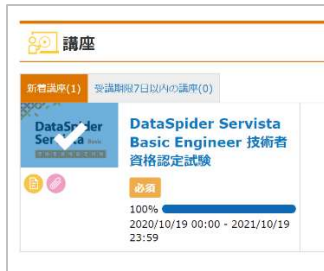 講座
新着講座(1) 受講期限7日以内の講座(0)
DataSpider
Servista Basic
DataSpider Servista
Basic Engineer 技術者
資格認定試験
必須
100%
2020/10/19 00:00 - 2021/10/19
23:59